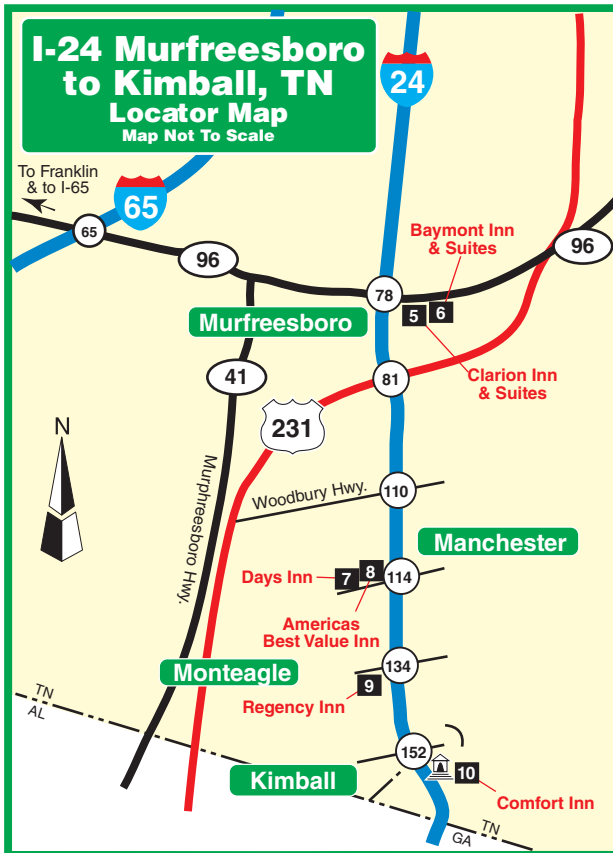 I-24 Murfreesboro
to Kimball, TN
Locator Map
Map Not To Scale
24
To Franklin
& to I-65
65
65
96
Baymont Inn
& Suites
96
78
5
6
Murfreesboro
Clarion Inn
& Suites
41
81
231
N
Woodbury Hwy.
110
Murphreesboro Hwy.
Manchester
Days Inn
7
8
114
Americas
Best Value Inn
Monteagle
134
9
Regency Inn
TN
AL
152
Kimball
10
Comfort Inn
TN
GA